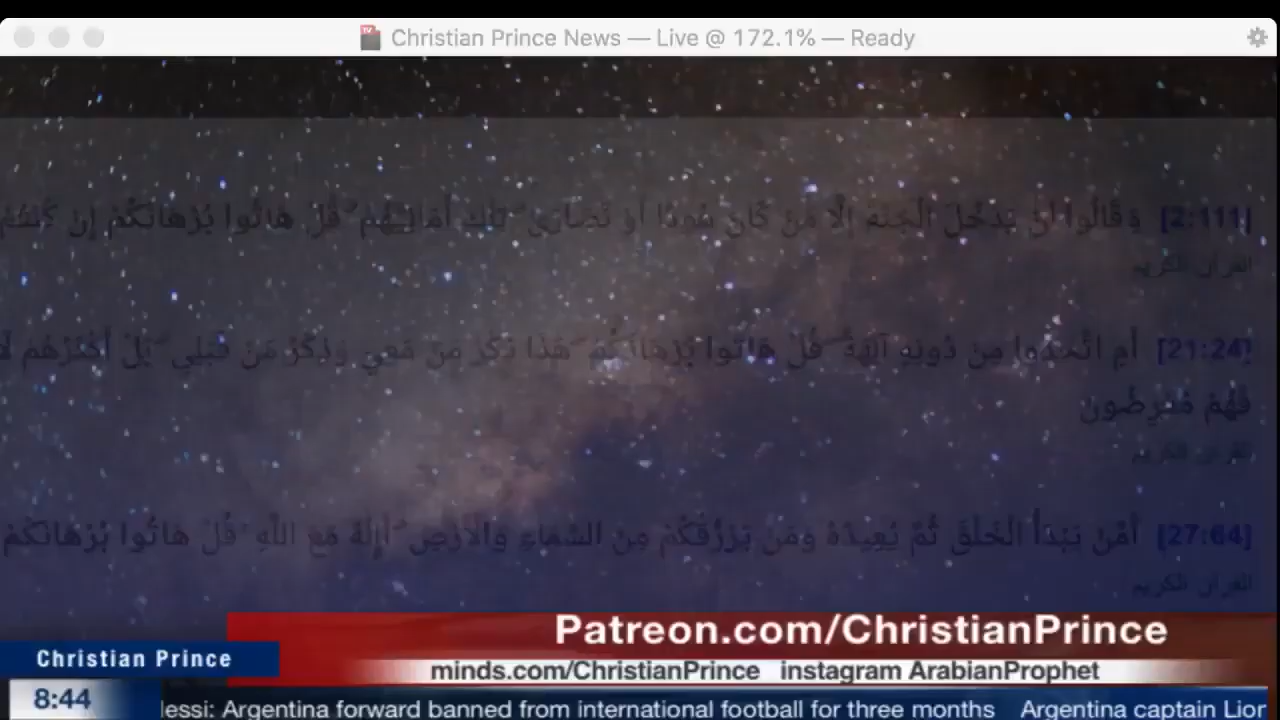 Christian Prince News — Live @ 172.1% — Ready
[2:111] وَقَالُوا لَنْ يَدْخُلَ الْجَنَّةَ إِلَّا مَنْ كَانَ هُودًا أَوْ نَصَارَىٰ ۗ تِلْكَ أَمَانِيُّهُمْ ۗ قُلْ هَاتُوا بُرْهَانَكُمْ إِنْ كُنْتُمْ
القرآن الكريم
[21:24] أَمِ اتَّخَذُوا مِنْ دُونِهِ آلِهَةً ۖ قُلْ هَاتُوا بُرْهَانَكُمْ ۖ هَٰذَا ذِكْرُ مَنْ مَعِيَ وَذِكْرُ مَنْ قَبْلِي ۗ بَلْ أَكْثَرُهُمْ لَا
فَهُمْ مُعْرِضُونَ
القرآن الكريم
[27:64] أَمَّنْ يَبْدَأُ الْخَلْقَ ثُمَّ يُعِيدُهُ وَمَنْ يَرْزُقُكُمْ مِنَ السَّمَاءِ وَالْأَرْضِ ۗ أَإِلَٰهٌ مَعَ اللَّهِ ۚ قُلْ هَاتُوا بُرْهَانَكُمْ
القرآن الكريم
Patreon.com/ChristianPrince
Christian Prince
minds.com/ChristianPrince instagram ArabianProphet
8:44
essi: Argentina forward banned from international football for three months Argentina captain Lior